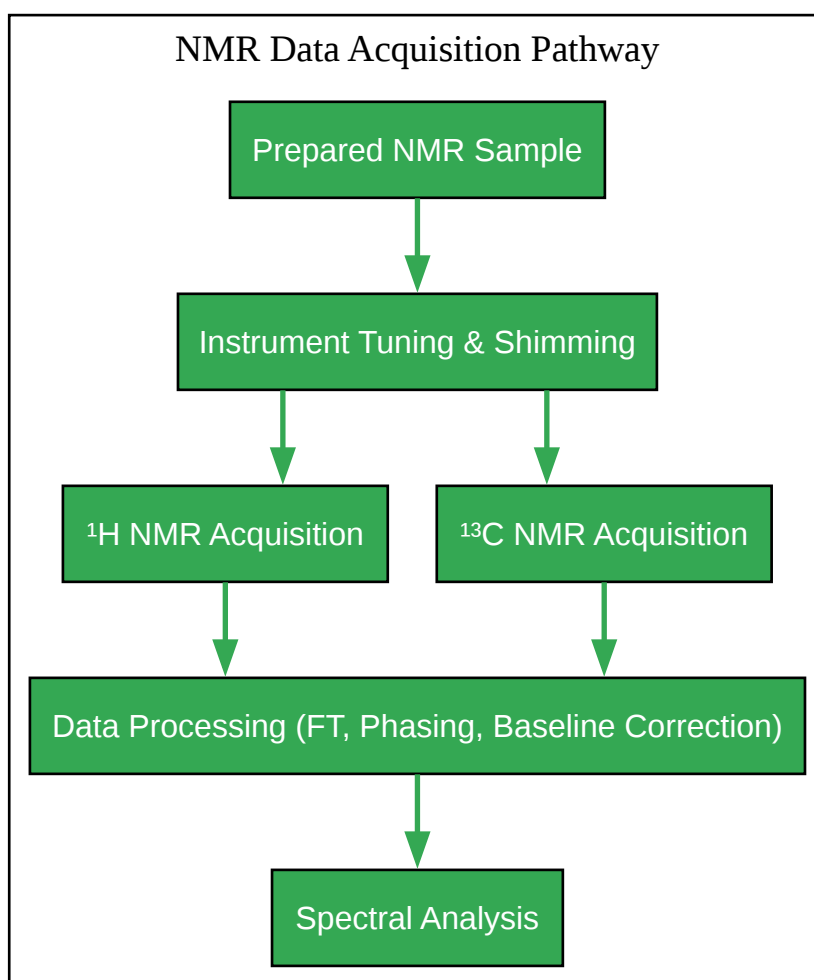 NMR Data Acquisition Pathway
Prepared NMR Sample
Instrument Tuning & Shimming
¹H NMR Acquisition
¹³C NMR Acquisition
Data Processing (FT, Phasing, Baseline Correction)
Spectral Analysis